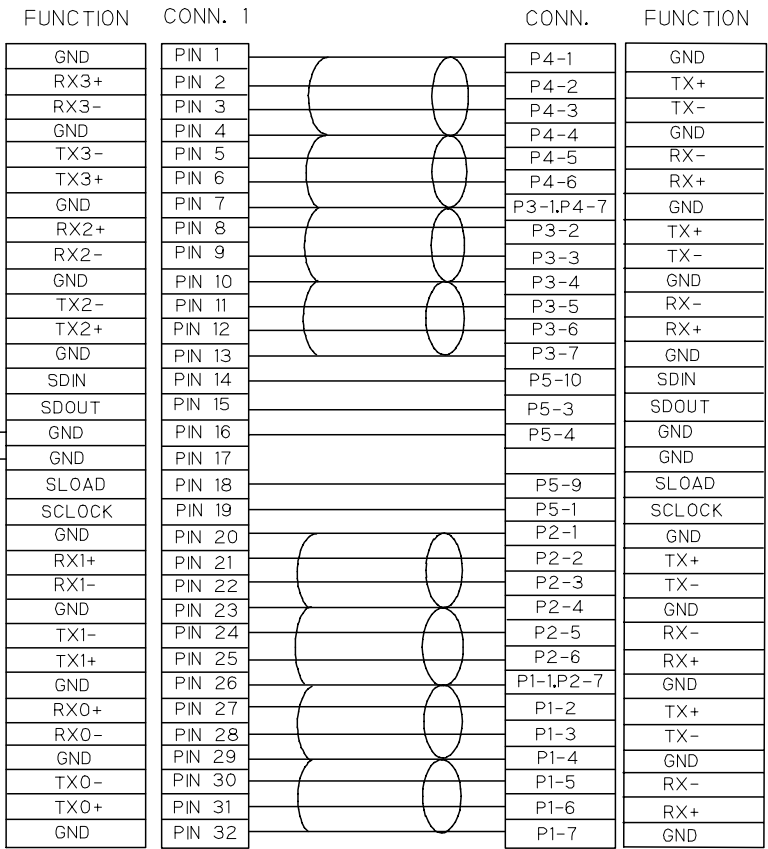 FUNCTION CONN. 1 CONN. FUNCTION
GND PIN 1 P4-1 GND
RX3+ PIN 2 P4-2 TX+
RX3- PIN 3 P4-3 TX-
GND PIN 4 P4-4 GND
TX3- PIN 5 P4-5 RX-
TX3+ PIN 6 P4-6 RX+
GND PIN 7 P3-1,P4-7 GND
RX2+ PIN 8 P3-2 TX+
RX2- PIN 9 P3-3 TX-
GND PIN 10 P3-4 GND
TX2- PIN 11 P3-5 RX-
TX2+ PIN 12 P3-6 RX+
GND PIN 13 P3-7 GND
SDIN PIN 14 P5-10 SDIN
SDOUT PIN 15 P5-3 SDOUT
GND PIN 16 P5-4 GND
GND PIN 17 GND
SLOAD PIN 18 P5-9 SLOAD
SCLOCK PIN 19 P5-1 SCLOCK
GND PIN 20 P2-1 GND
RX1+ PIN 21 P2-2 TX+
RX1- PIN 22 P2-3 TX-
GND PIN 23 P2-4 GND
TX1- PIN 24 P2-5 RX-
TX1+ PIN 25 P2-6 RX+
GND PIN 26 P1-1,P2-7 GND
RX0+ PIN 27 P1-2 TX+
RX0- PIN 28 P1-3 TX-
GND PIN 29 P1-4 GND
TX0- PIN 30 P1-5 RX-
TX0+ PIN 31 P1-6 RX+
GND PIN 32 P1-7 GND